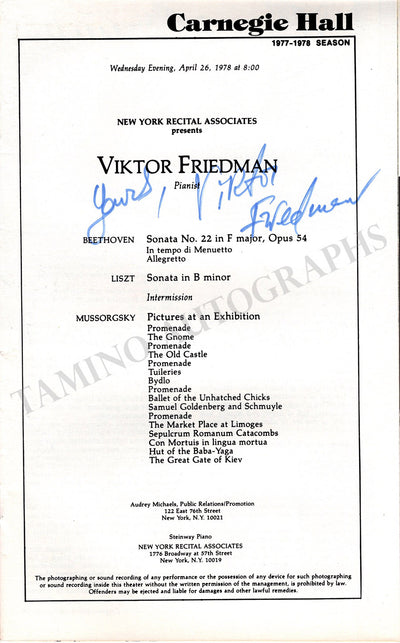 Carnegie Hall
1977-1978 SEASON
Wednesday Evening, April 26, 1978 at 8:00
NEW YORK RECITAL ASSOCIATES
presents
VIKTOR FRIEDMAN
Pianist
Yours, Viktor
Friedman
BEETHOVEN Sonata No. 22 in F major, Opus 54
In tempo di Menuetto
Allegretto
LISZT Sonata in B minor
Intermission
MUSSORGSKY Pictures at an Exhibition
Promenade
The Gnome
Promenade
The Old Castle
Promenade
Tuileries
Bydlo
Promenade
Ballet of the Unhatched Chicks
Samuel Goldenberg and Schmuyle
Promenade
The Market Place at Limoges
Sepulcrum Romanum Catacombs
Con Mortuis in lingua mortua
Hut of the Baba-Yaga
The Great Gate of Kiev
TAMINO AUTOGRAPHS
Audrey Michaels, Public Relations/Promotion
122 East 76th Street
New York, N.Y. 10021
Steinway Piano
NEW YORK RECITAL ASSOCIATES
1776 Broadway at 57th Street
New York, N.Y. 10019
The photographing or sound recording of any performance or the possession of any device for such photographing
or sound recording inside this theater without the written permission of the management, is prohibited by law.
Offenders may be ejected and liable for damages and other lawful remedies.